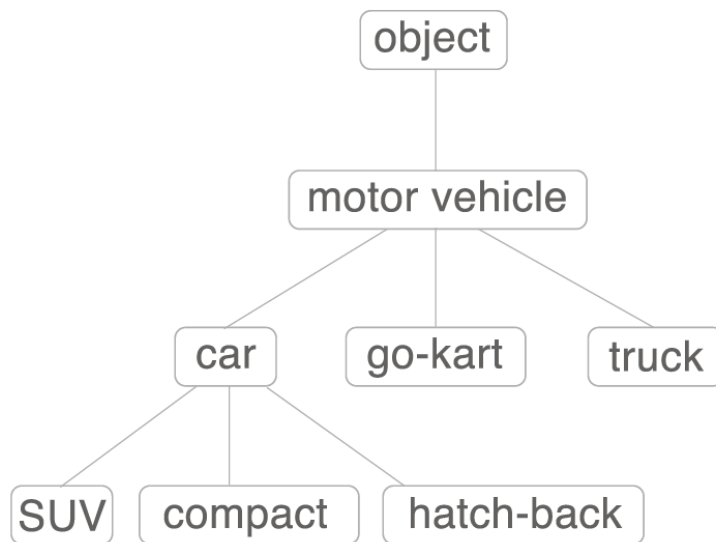 object
motor vehicle
car
go-kart
truck
SUV
compact
hatch-back